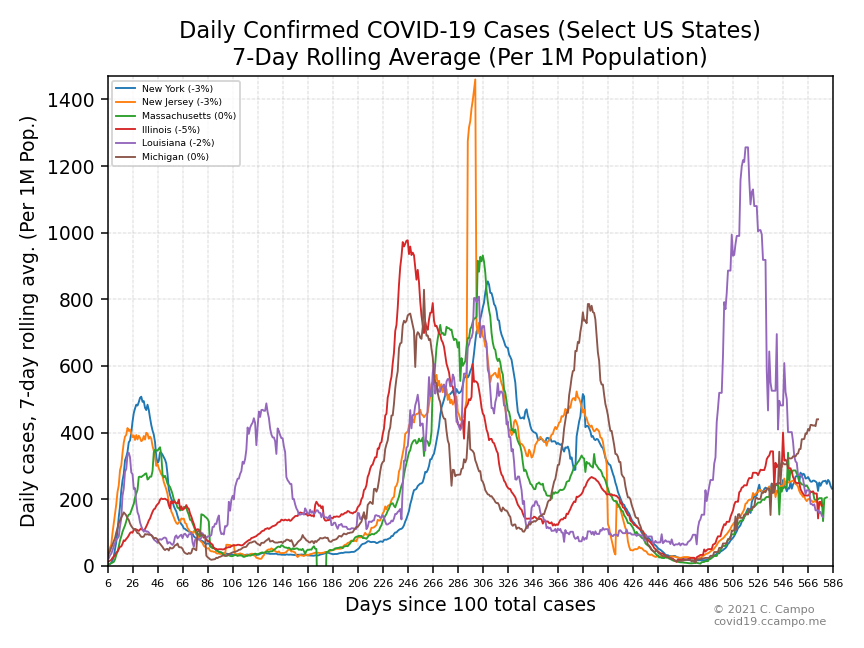 Daily Confirmed COVID-19 Cases (Select US States)
7-Day Rolling Average (Per 1M Population)
Daily cases, 7-day rolling avg. (Per 1M Pop.)
1400
1200
1000
800
600
400
200
0
New York (-3%)
New Jersey (-3%)
Massachusetts (0%)
Illinois (-5%)
Louisiana (-2%)
Michigan (0%)
6 26 46 66 86 106 126 146 166 186 206 226 246 266 286 306 326 346 366 386 406 426 446 466 486 506 526 546 566 586
Days since 100 total cases
© 2021 C. Campo
covid19.ccampo.me